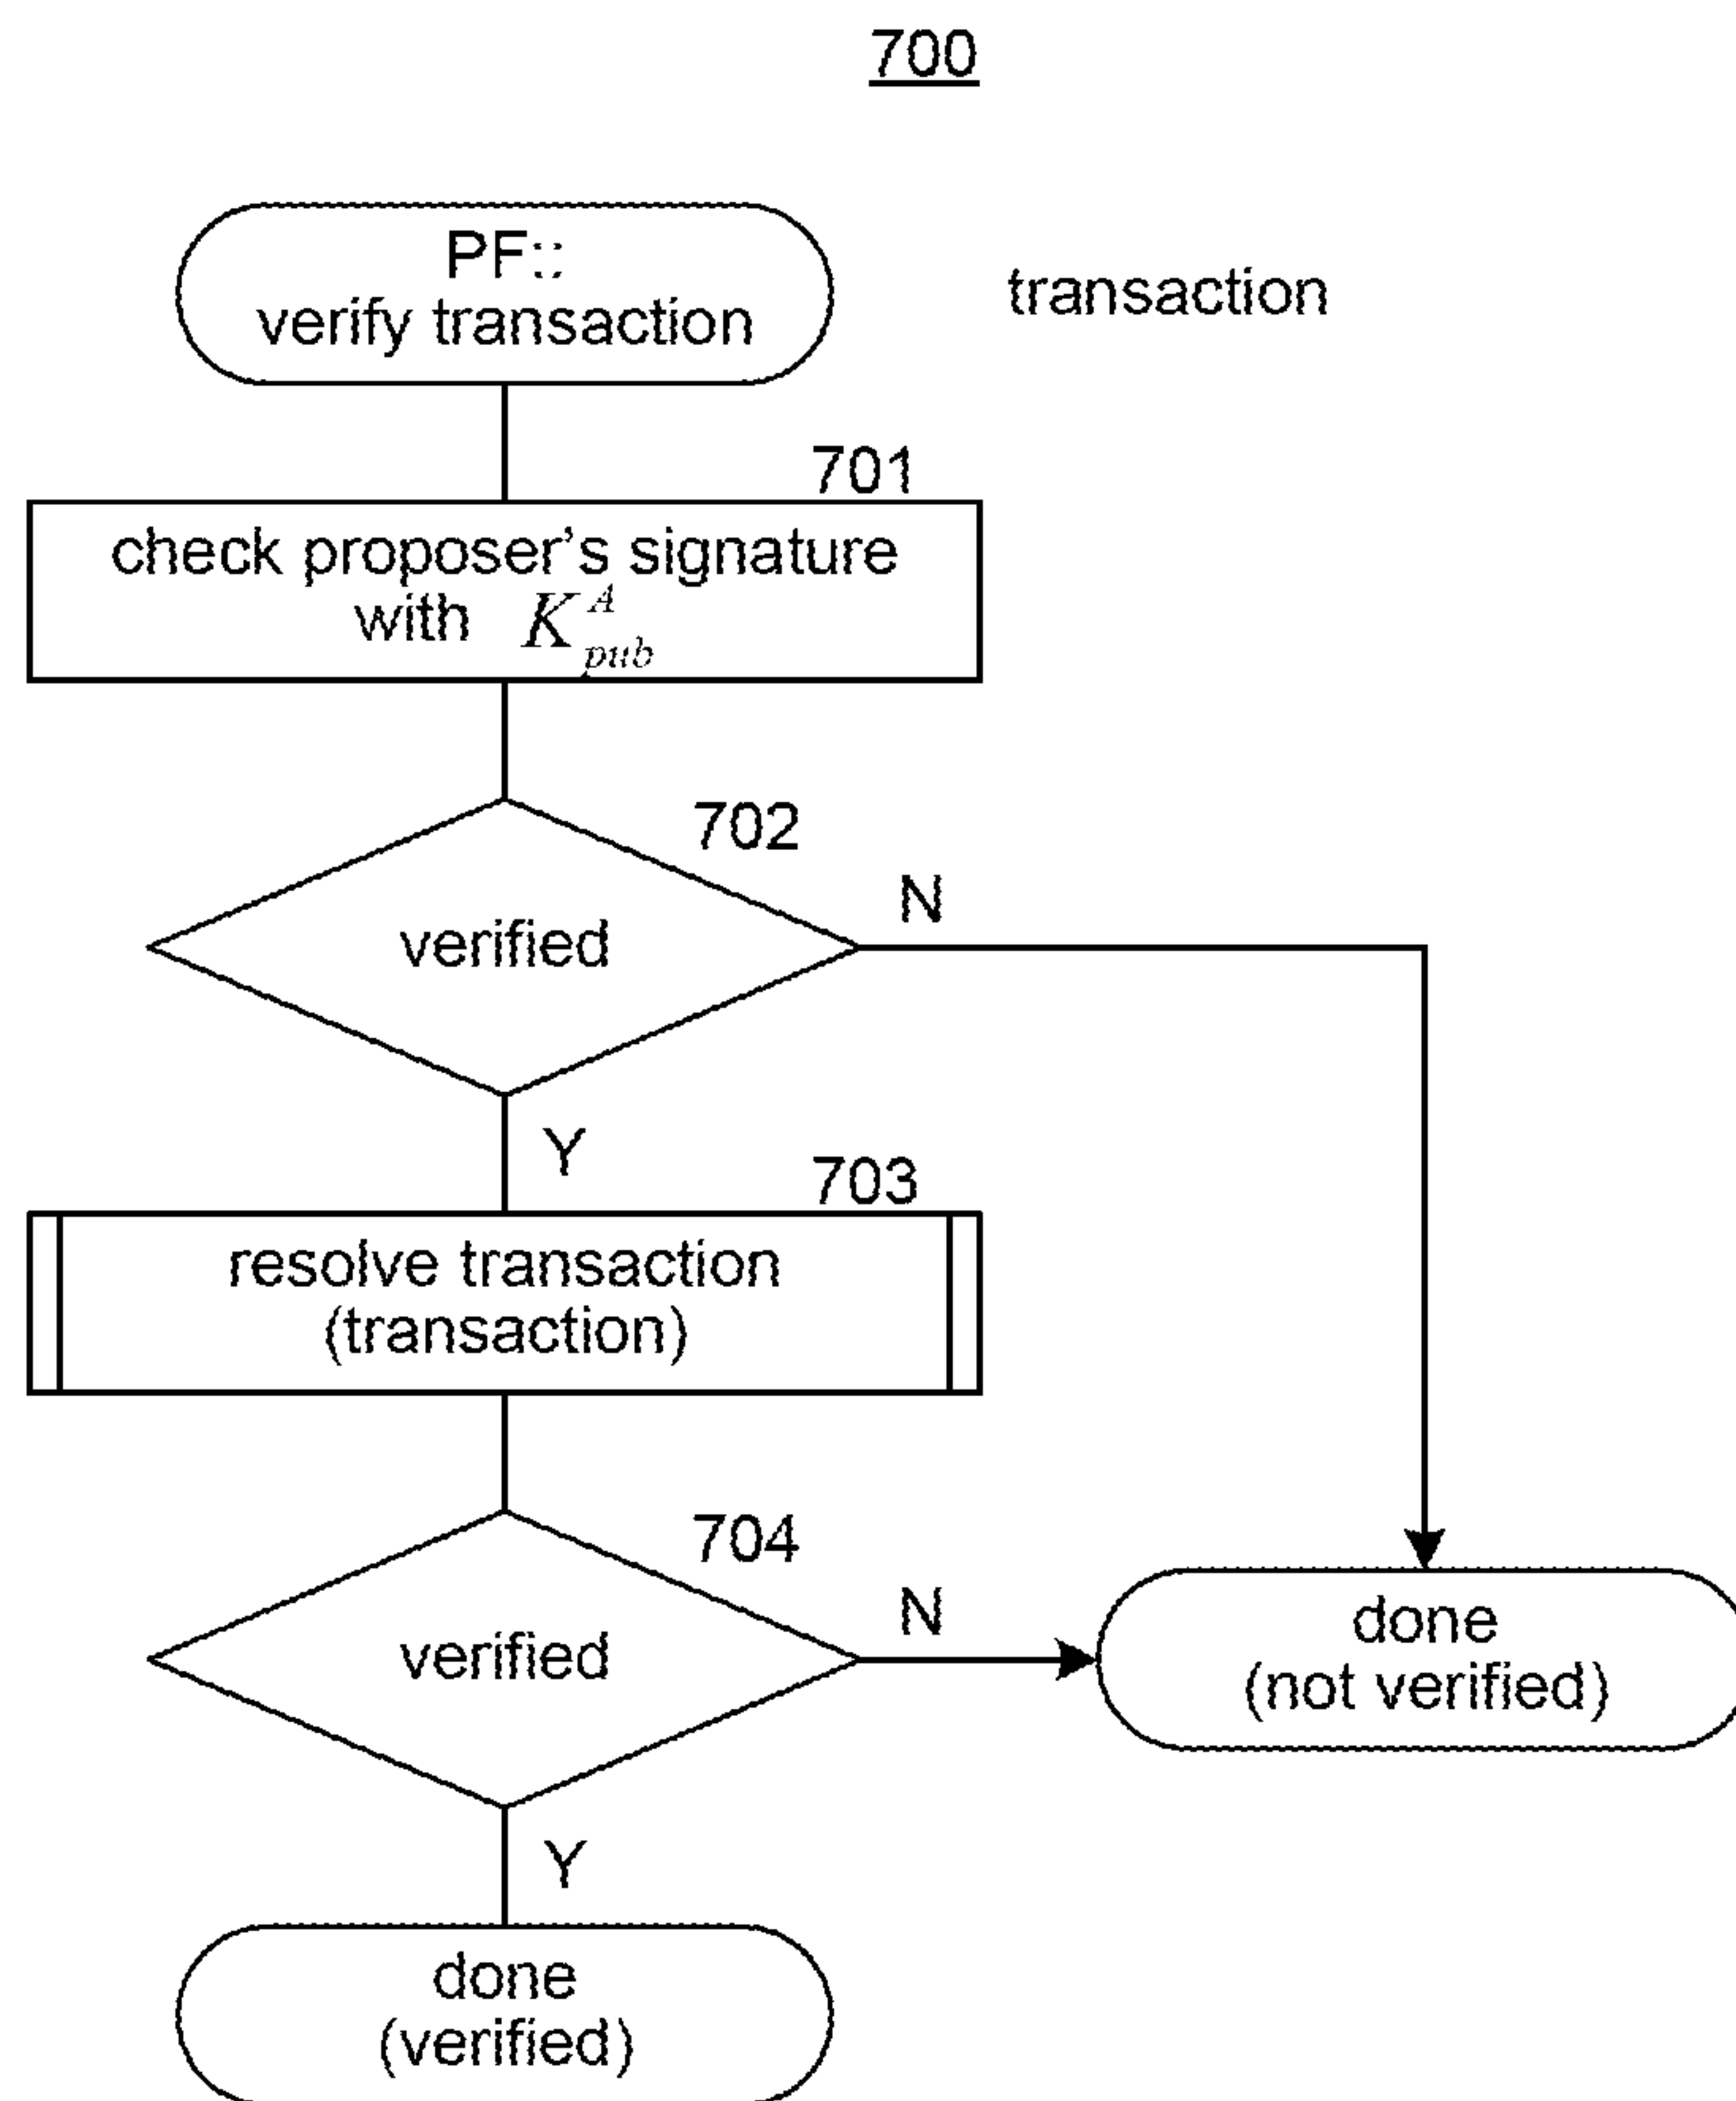 700
PF::
verify transaction
transaction
701
check proposer's signature
with K^A_pub
702
verified
N
Y
703
resolve transaction
(transaction)
704
verified
N
done
(not verified)
Y
done
(verified)